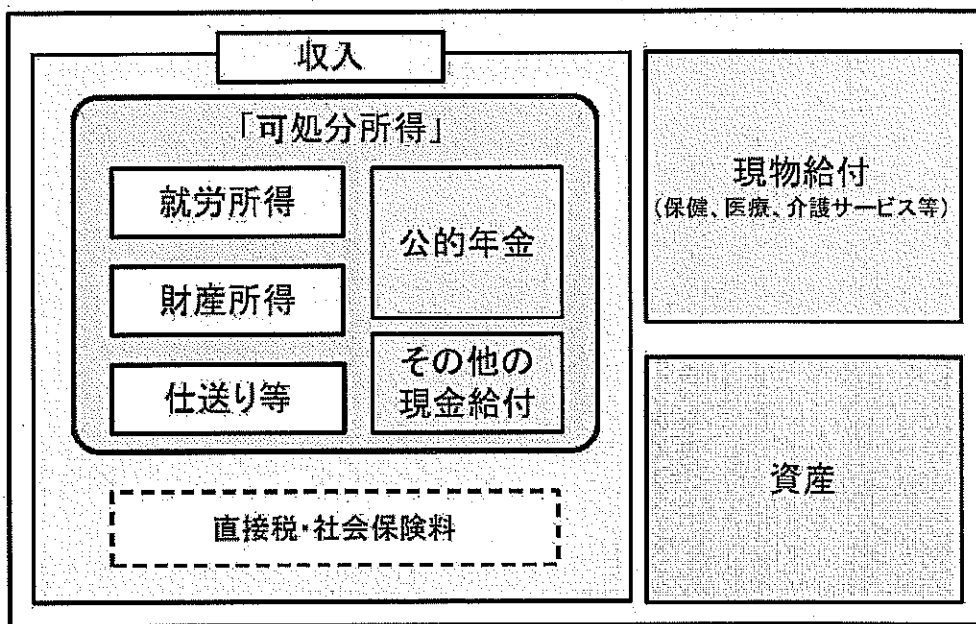 収入
「可処分所得」
就労所得
財産所得
仕送り等
公的年金
その他の
現金給付
直接税・社会保険料
現物給付
(保健、医療、介護サービス等)
資産